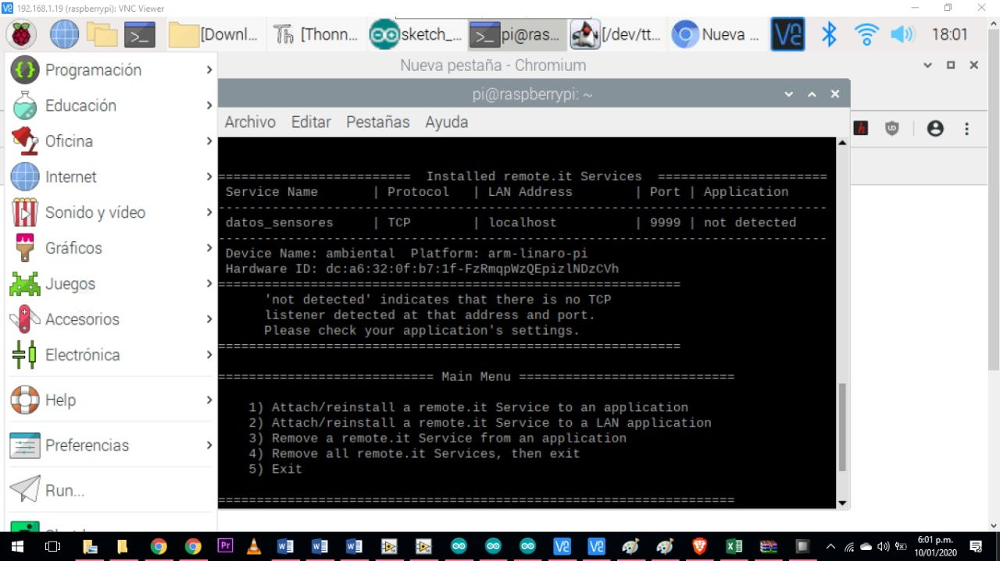 192.168.1.19 (raspberrypi): VNC Viewer
[Downl...
[Thonn...
sketch_...
pi@ras...
[/dev/tt...
Nueva ...
18:01
Nueva pestaña - Chromium
Programación
Educación
Oficina
Internet
Sonido y vídeo
Gráficos
Juegos
Accesorios
Electrónica
Help
Preferencias
Run...
pi@raspberrypi: ~
Archivo Editar Pestañas Ayuda
========================= Installed remote.it Services ======================
Service Name | Protocol | LAN Address | Port | Application
-------------------------------------------------------------------------------
datos_sensores | TCP | localhost | 9999 | not detected
-------------------------------------------------------------------------------
Device Name: ambiental Platform: arm-linaro-pi
Hardware ID: dc:a6:32:0f:b7:1f-FzRmqpWzQEpizlNDzCVh
============================================================
'not detected' indicates that there is no TCP
listener detected at that address and port.
Please check your application's settings.
============================================================
============================ Main Menu ============================
1) Attach/reinstall a remote.it Service to an application
2) Attach/reinstall a remote.it Service to a LAN application
3) Remove a remote.it Service from an application
4) Remove all remote.it Services, then exit
5) Exit
===================================================================
6:01 p.m.
10/01/2020